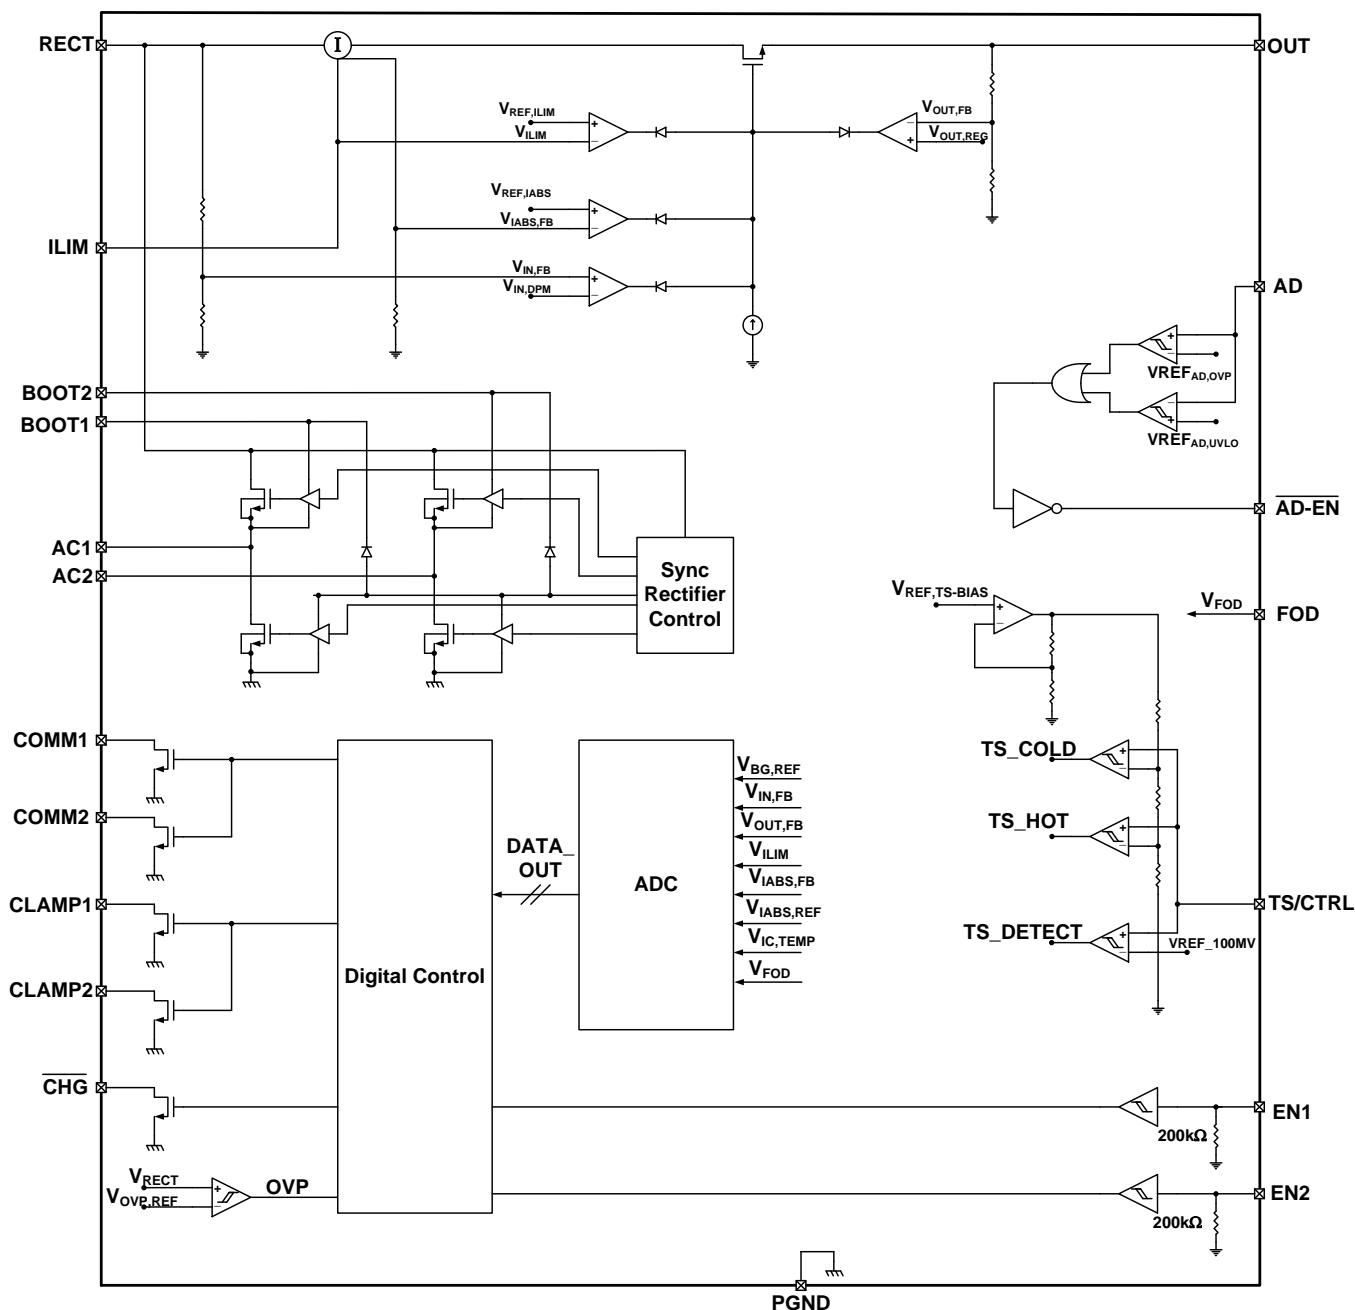 RECT
I
OUT
V_REF,ILIM
+
V_ILIM
−
V_OUT,FB
−
V_OUT,REG
+
V_REF,IABS
+
V_IABS,FB
−
ILIM
V_IN,FB
+
V_IN,DPM
−
AD
+
−
VREF_AD,OVP
−
+
VREF_AD,UVLO
BOOT2
BOOT1
AD-EN
AC1
AC2
Sync
Rectifier
Control
V_REF,TS-BIAS
+
−
V_FOD
FOD
COMM1
COMM2
CLAMP1
CLAMP2
CHG
Digital Control
DATA_
OUT
ADC
V_BG,REF
V_IN,FB
V_OUT,FB
V_ILIM
V_IABS,FB
V_IABS,REF
V_IC,TEMP
V_FOD
TS_COLD
+
−
TS_HOT
+
−
TS/CTRL
TS_DETECT
+
−
VREF_100MV
EN1
200kΩ
V_RECT
+
V_OVP,REF
−
OVP
EN2
200kΩ
PGND